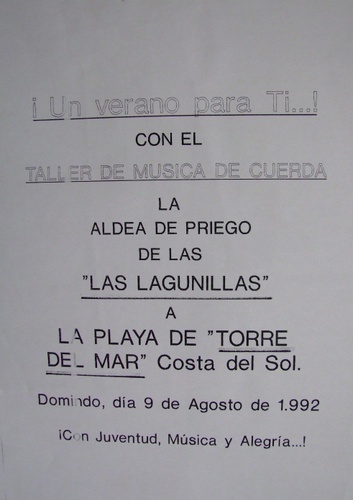 ¡ Un verano para Ti...!
CON EL
TALLER DE MUSICA DE CUERDA
LA
ALDEA DE PRIEGO
DE LAS
"LAS LAGUNILLAS"
A
LA PLAYA DE "TORRE
DEL MAR" Costa del Sol.
Domindo, día 9 de Agosto de 1.992
¡Con Juventud, Música y Alegría...!